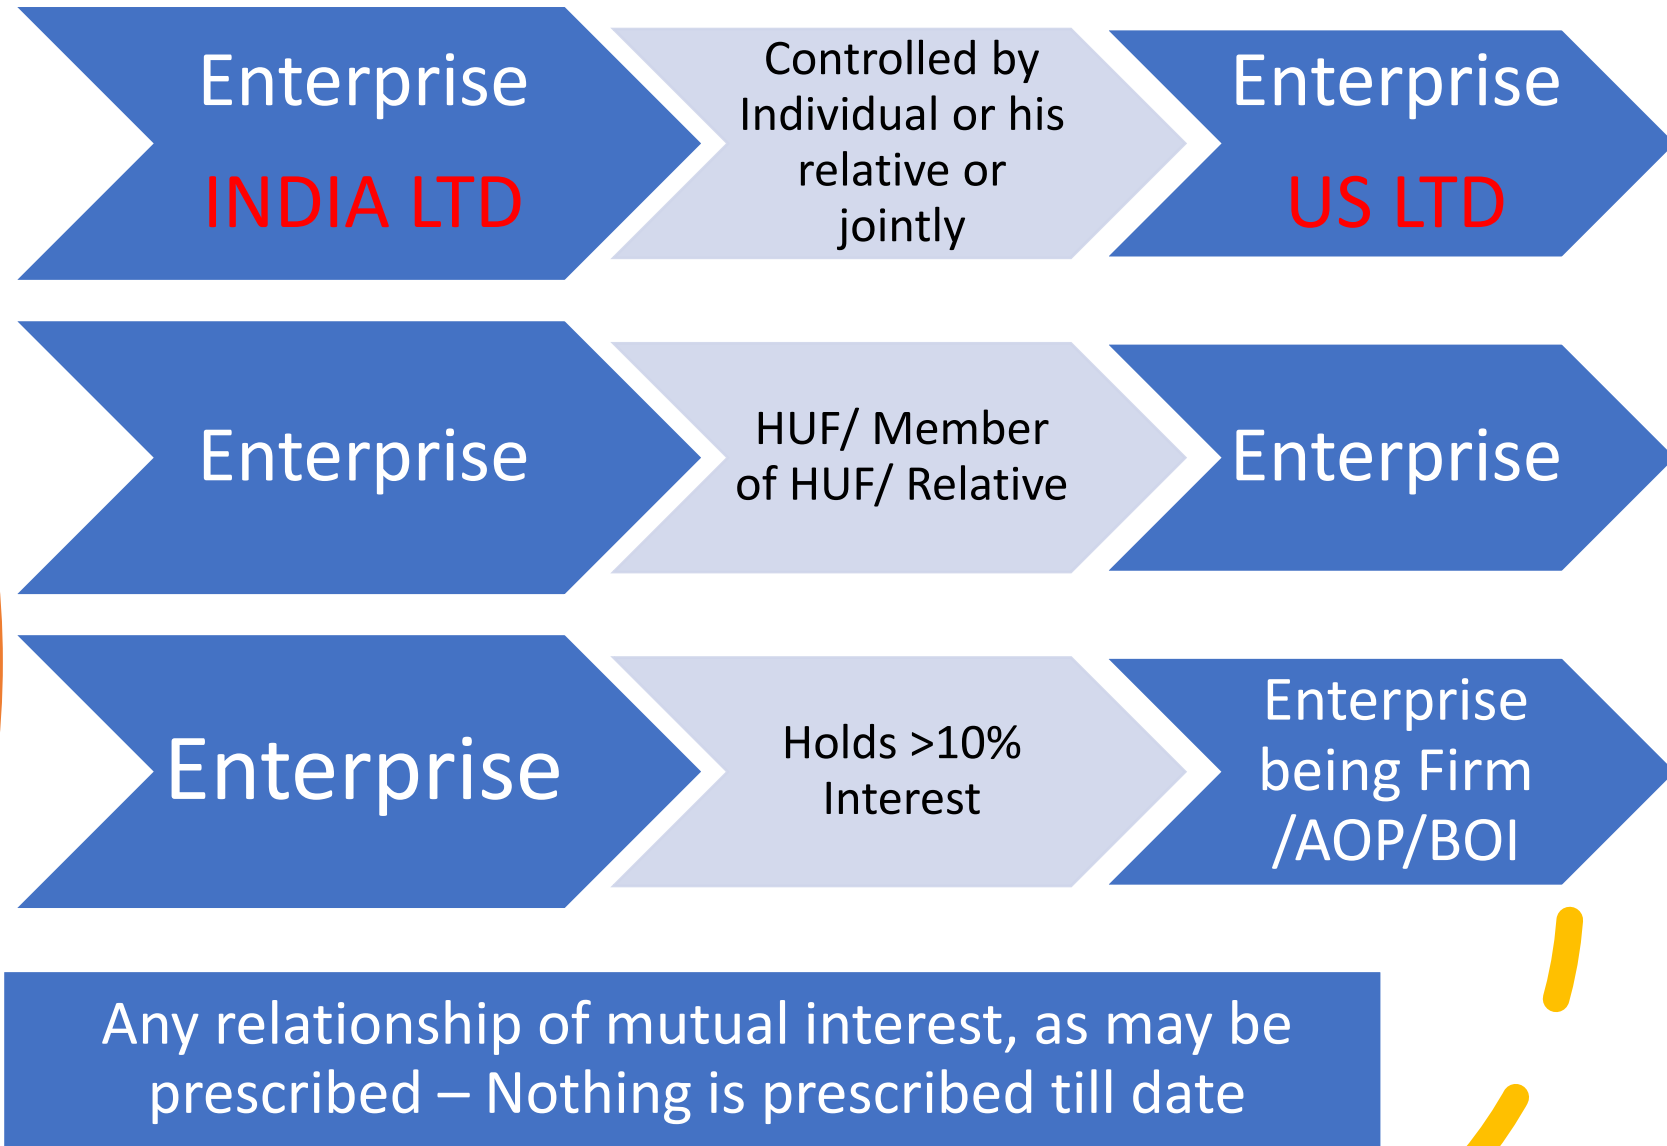 Enterprise
INDIA LTD
Controlled by
Individual or his
relative or
jointly
Enterprise
US LTD
Enterprise
HUF/ Member
of HUF/ Relative
Enterprise
Enterprise
Holds >10%
Interest
Enterprise
being Firm
/AOP/BOI
Any relationship of mutual interest, as may be
prescribed – Nothing is prescribed till date